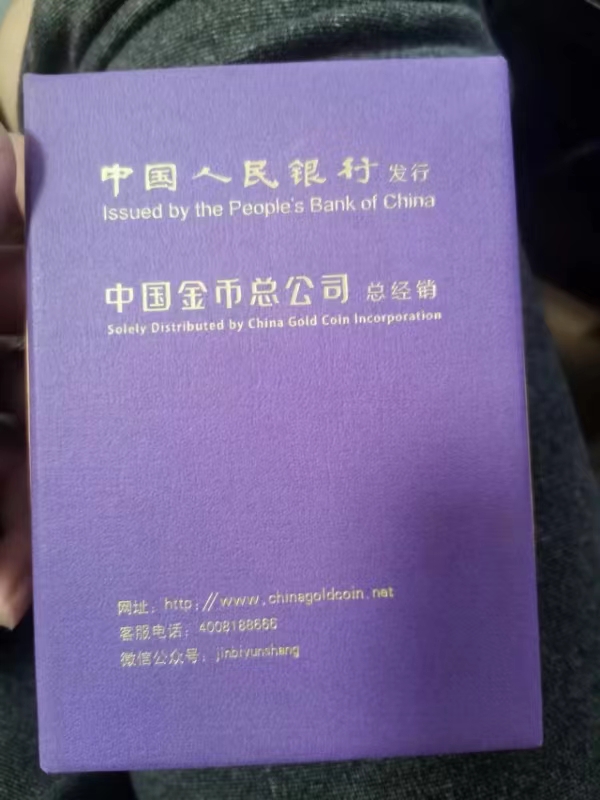 中国人民银行 发行
Issued by the People's Bank of China
中国金币总公司 总经销
Solely Distributed by China Gold Coin Incorporation
网址：http://www.chinagoldcoin.net
客服电话：4008188666
微信公众号：jinbiyunshang